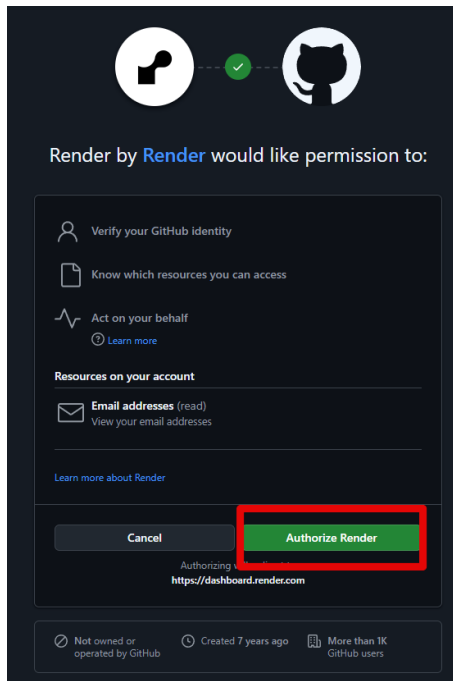 Render by Render would like permission to:
Verify your GitHub identity
Know which resources you can access
Act on your behalf
Learn more
Resources on your account
Email addresses (read)
View your email addresses
Learn more about Render
Cancel
Authorize Render
Authorizing
https://dashboard.render.com
Not owned or
operated by GitHub
Created 7 years ago
More than 1K
GitHub users